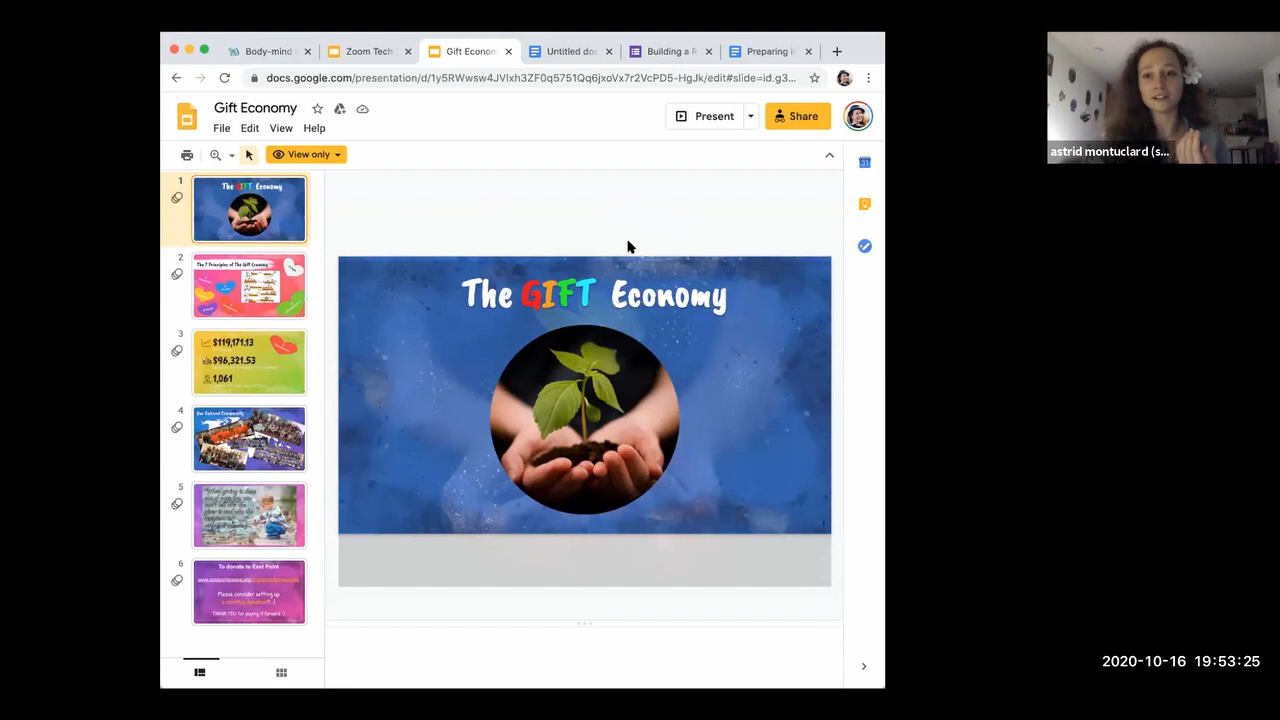 Body-mind
Zoom Tech
Gift Econom
Untitled doc
Building a R
Preparing i
docs.google.com/presentation/d/1y5RWwsw4JVIxh3ZF0q5751Qq6jxoVx7r2VcPD5-HgJk/edit#slide=id.g3...
Gift Economy
File Edit View Help
Present
Share
View only
31
1
The GIFT Economy
2
The 7 Principles of The Gift Economy
3
$119,171.13
$96,321.53
1,061
4
Our Beloved Community
5
6
To donate to East Point
Please consider setting up
a monthly donation!! :)
THANK YOU for paying it forward :)
The GIFT Economy
1
astrid montuclard (s...
2020-10-16 19:53:25